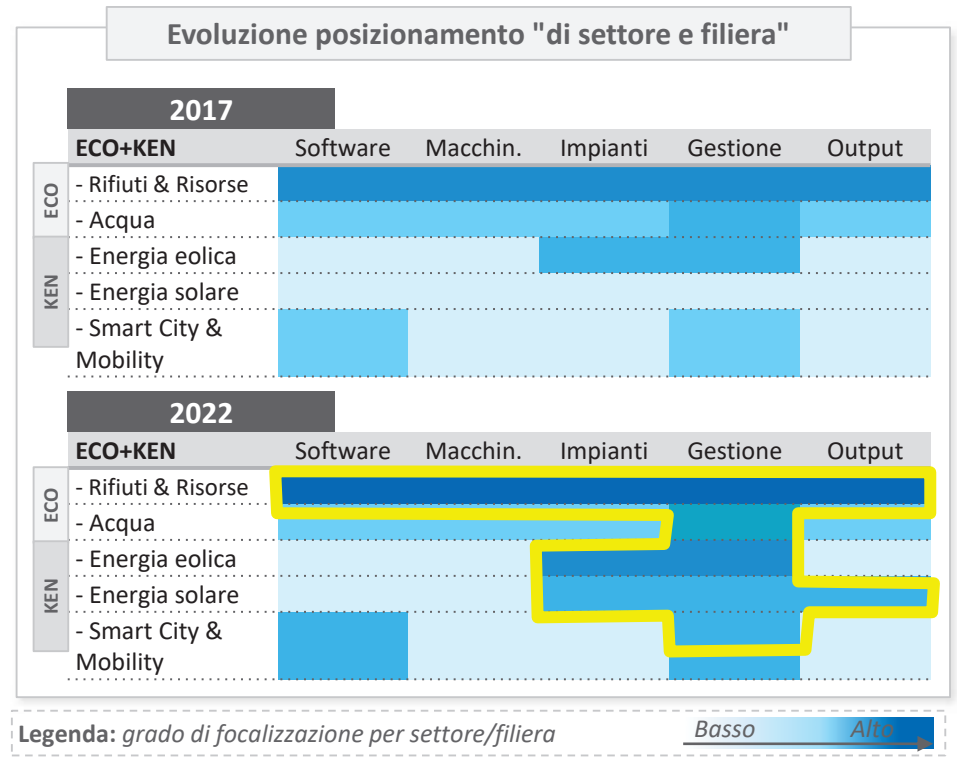 Evoluzione posizionamento "di settore e filiera"
2017
ECO+KEN Software Macchin. Impianti Gestione Output
ECO
- Rifiuti & Risorse
- Acqua
KEN
- Energia eolica
- Energia solare
- Smart City &
Mobility
2022
ECO+KEN Software Macchin. Impianti Gestione Output
ECO
- Rifiuti & Risorse
- Acqua
KEN
- Energia eolica
- Energia solare
- Smart City &
Mobility
Legenda: grado di focalizzazione per settore/filiera Basso Alto